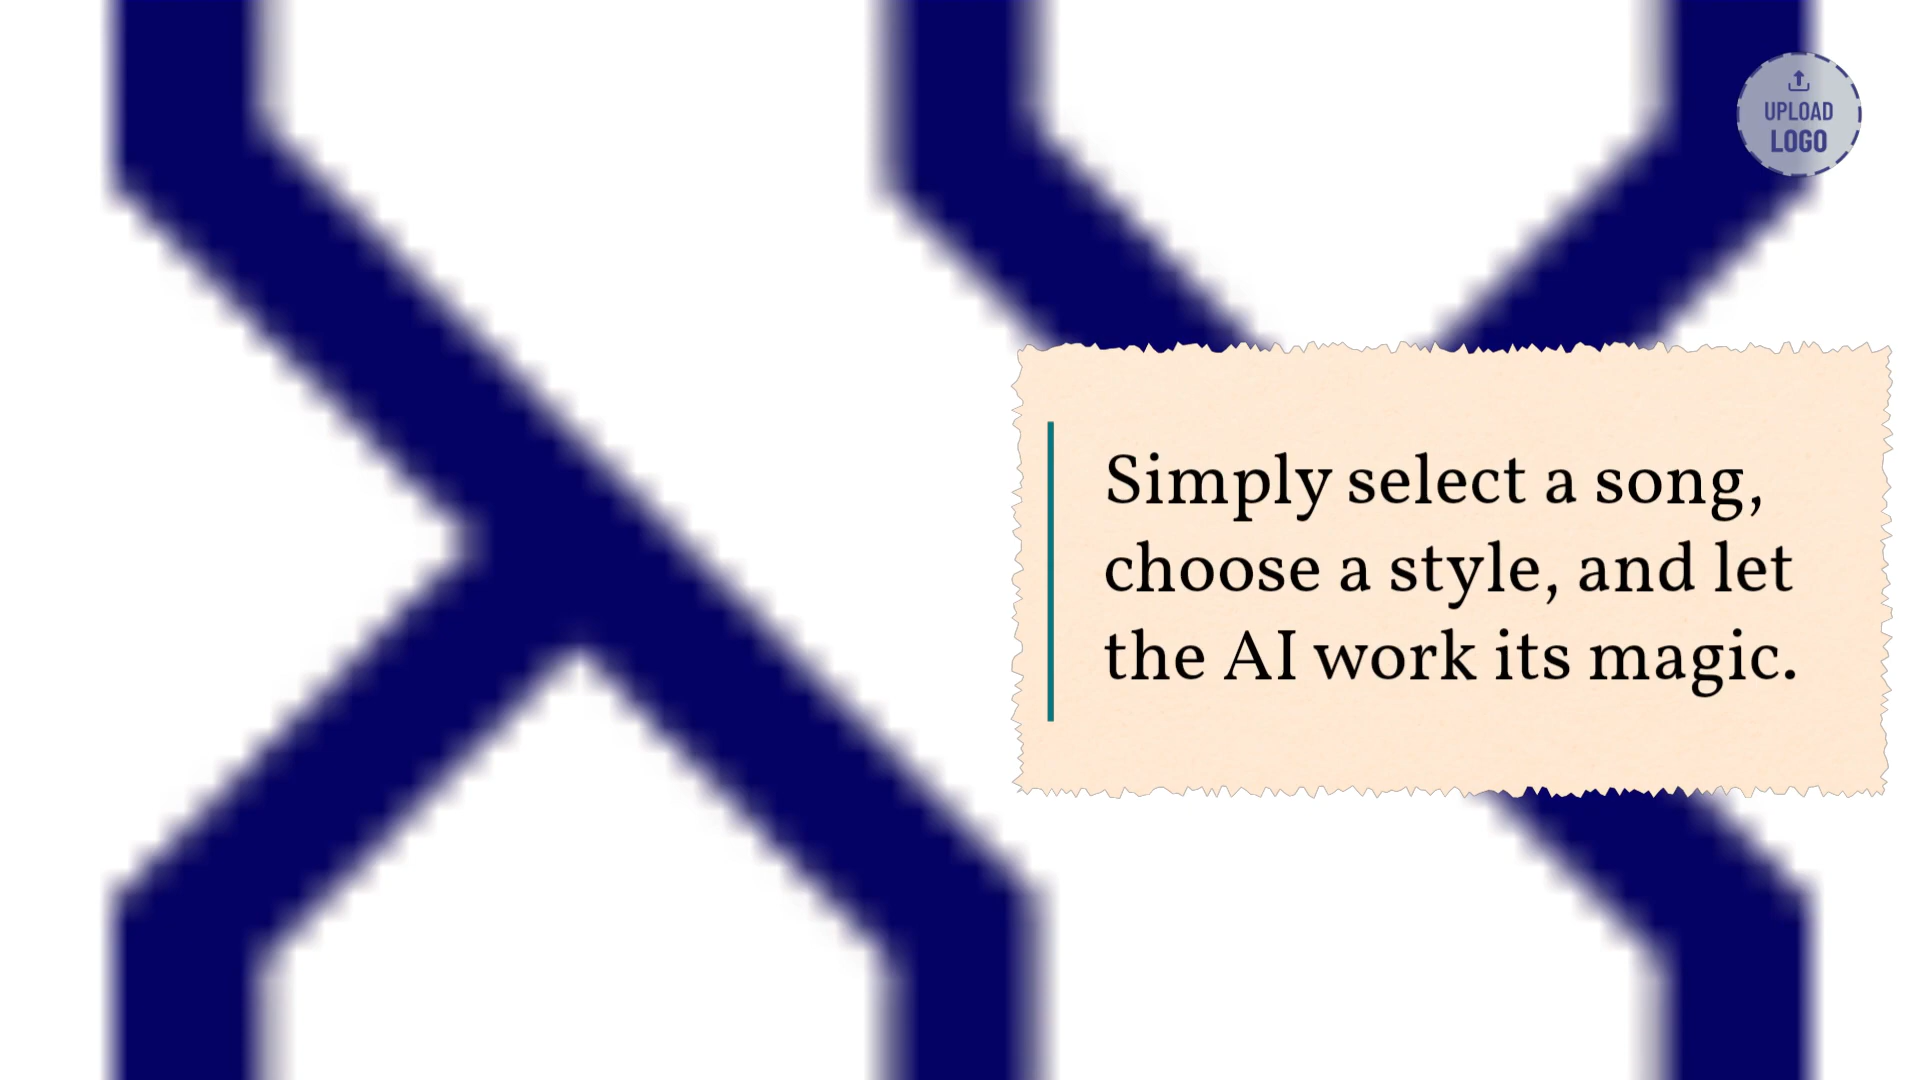 UPLOAD
LOGO
Simply select a song,
choose a style, and let
the AI work its magic.